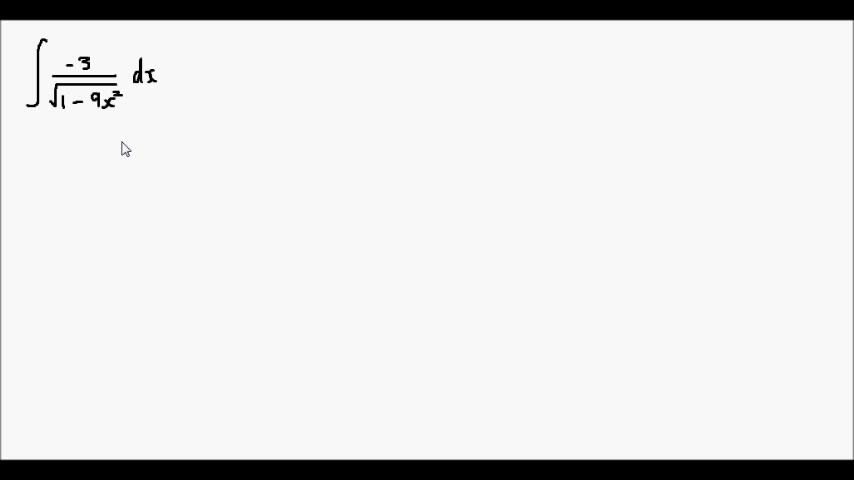 ∫ -3/√(1 - 9x²) dx